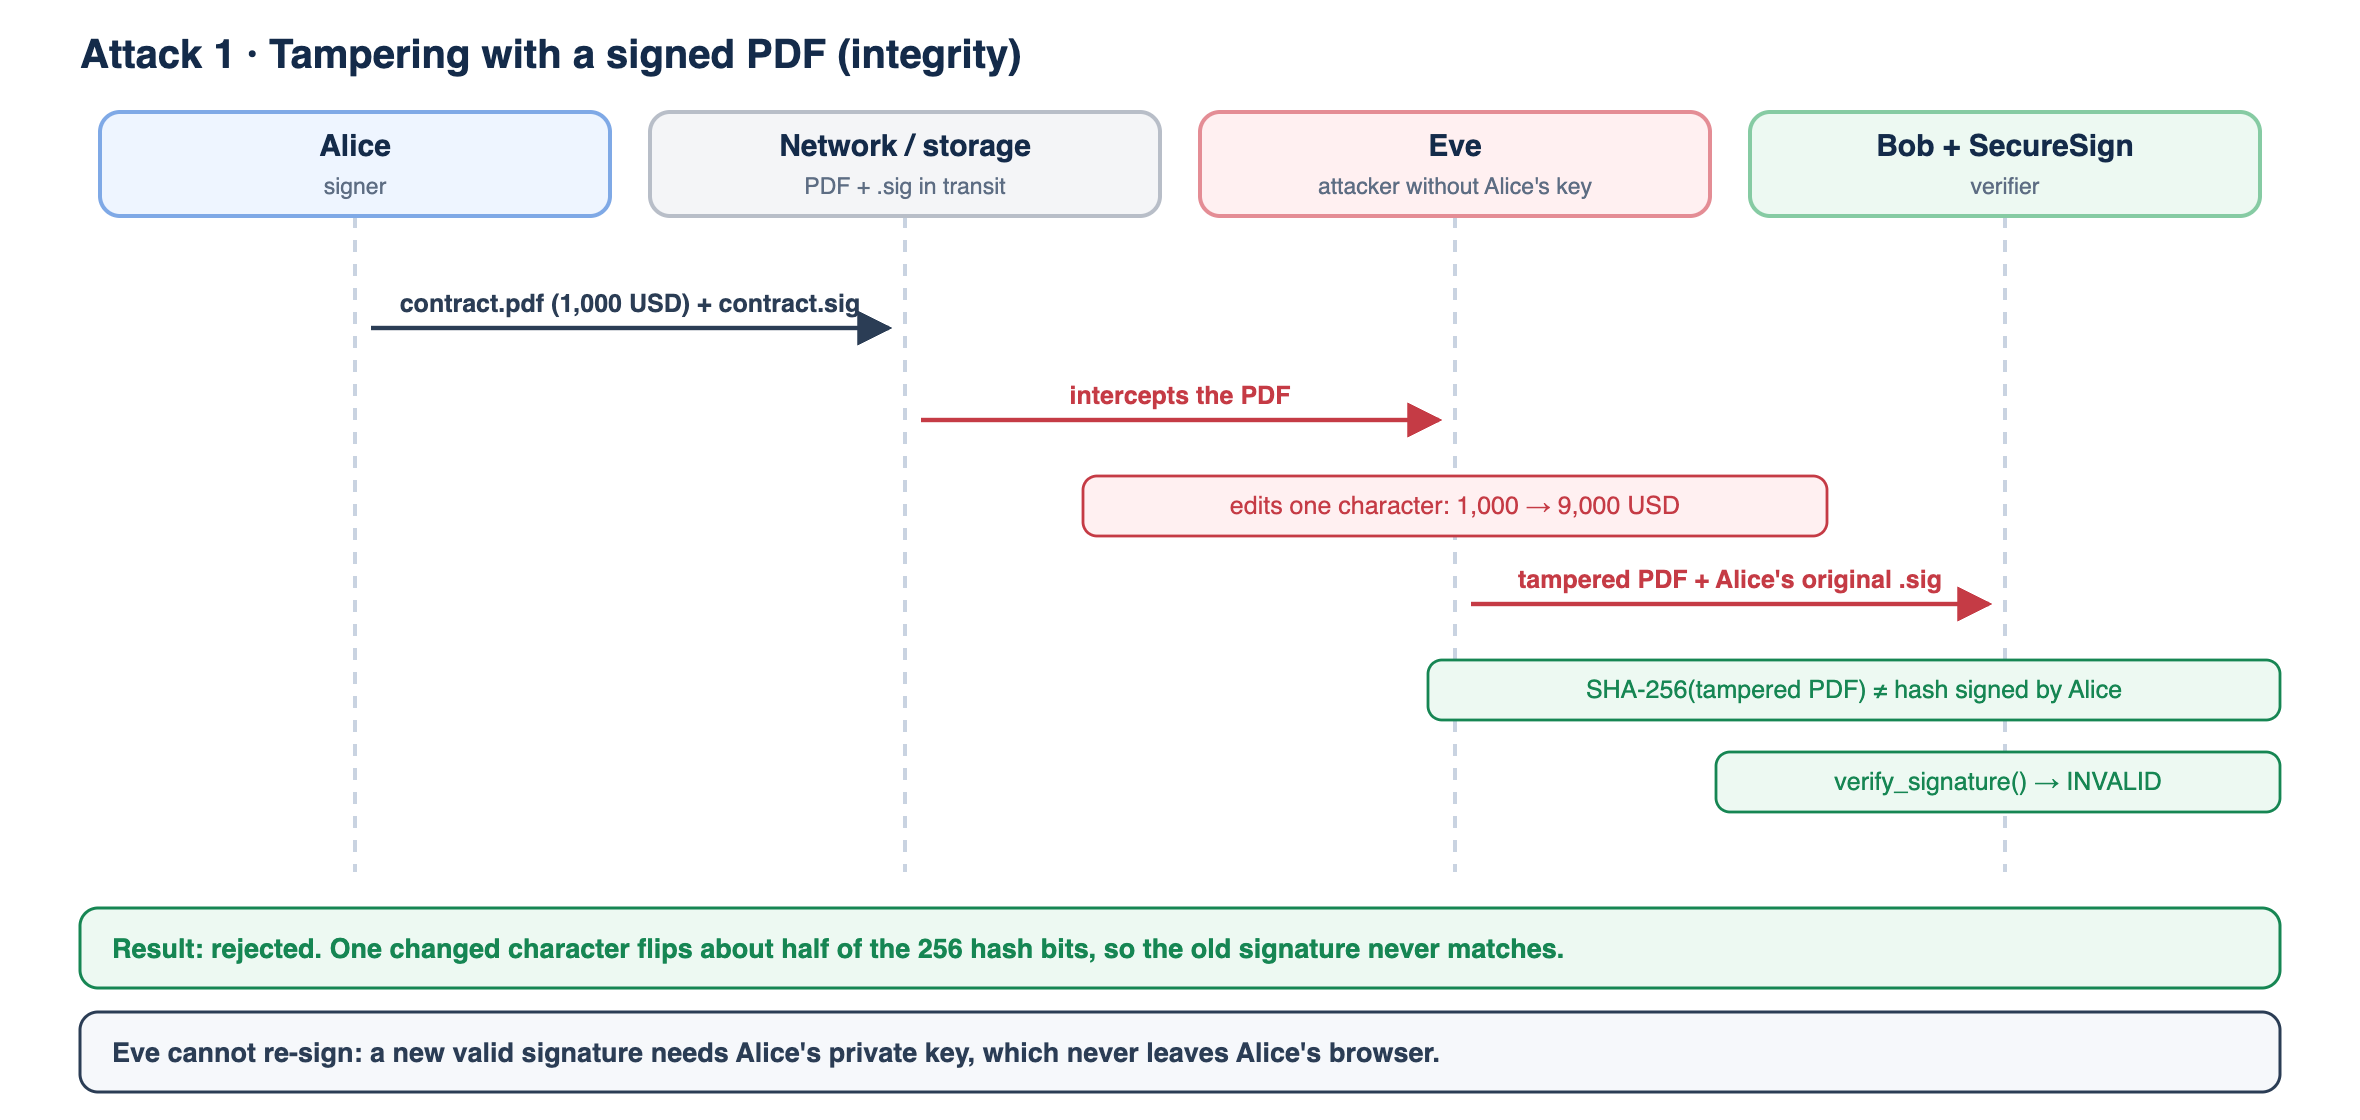 Attack 1 · Tampering with a signed PDF (integrity)
Alice
signer
Network / storage
PDF + .sig in transit
Eve
attacker without Alice's key
Bob + SecureSign
verifier
contract.pdf (1,000 USD) + contract.sig
intercepts the PDF
edits one character: 1,000 → 9,000 USD
tampered PDF + Alice's original .sig
SHA-256(tampered PDF) ≠ hash signed by Alice
verify_signature() → INVALID
Result: rejected. One changed character flips about half of the 256 hash bits, so the old signature never matches.
Eve cannot re-sign: a new valid signature needs Alice's private key, which never leaves Alice's browser.